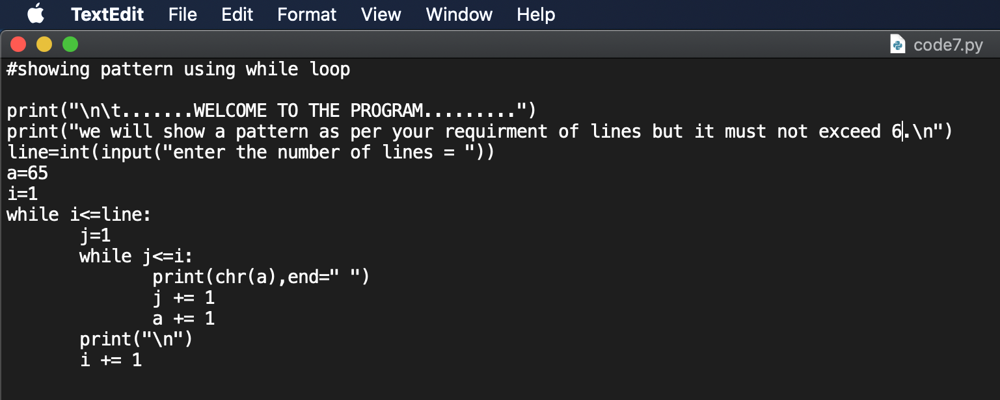 TextEdit File Edit Format View Window Help
code7.py
#showing pattern using while loop
print("\n\t.......WELCOME TO THE PROGRAM.........")
print("we will show a pattern as per your requirment of lines but it must not exceed 6.\n")
line=int(input("enter the number of lines = "))
a=65
i=1
while i<=line:
        j=1
        while j<=i:
                print(chr(a),end=" ")
                j += 1
                a += 1
        print("\n")
        i += 1